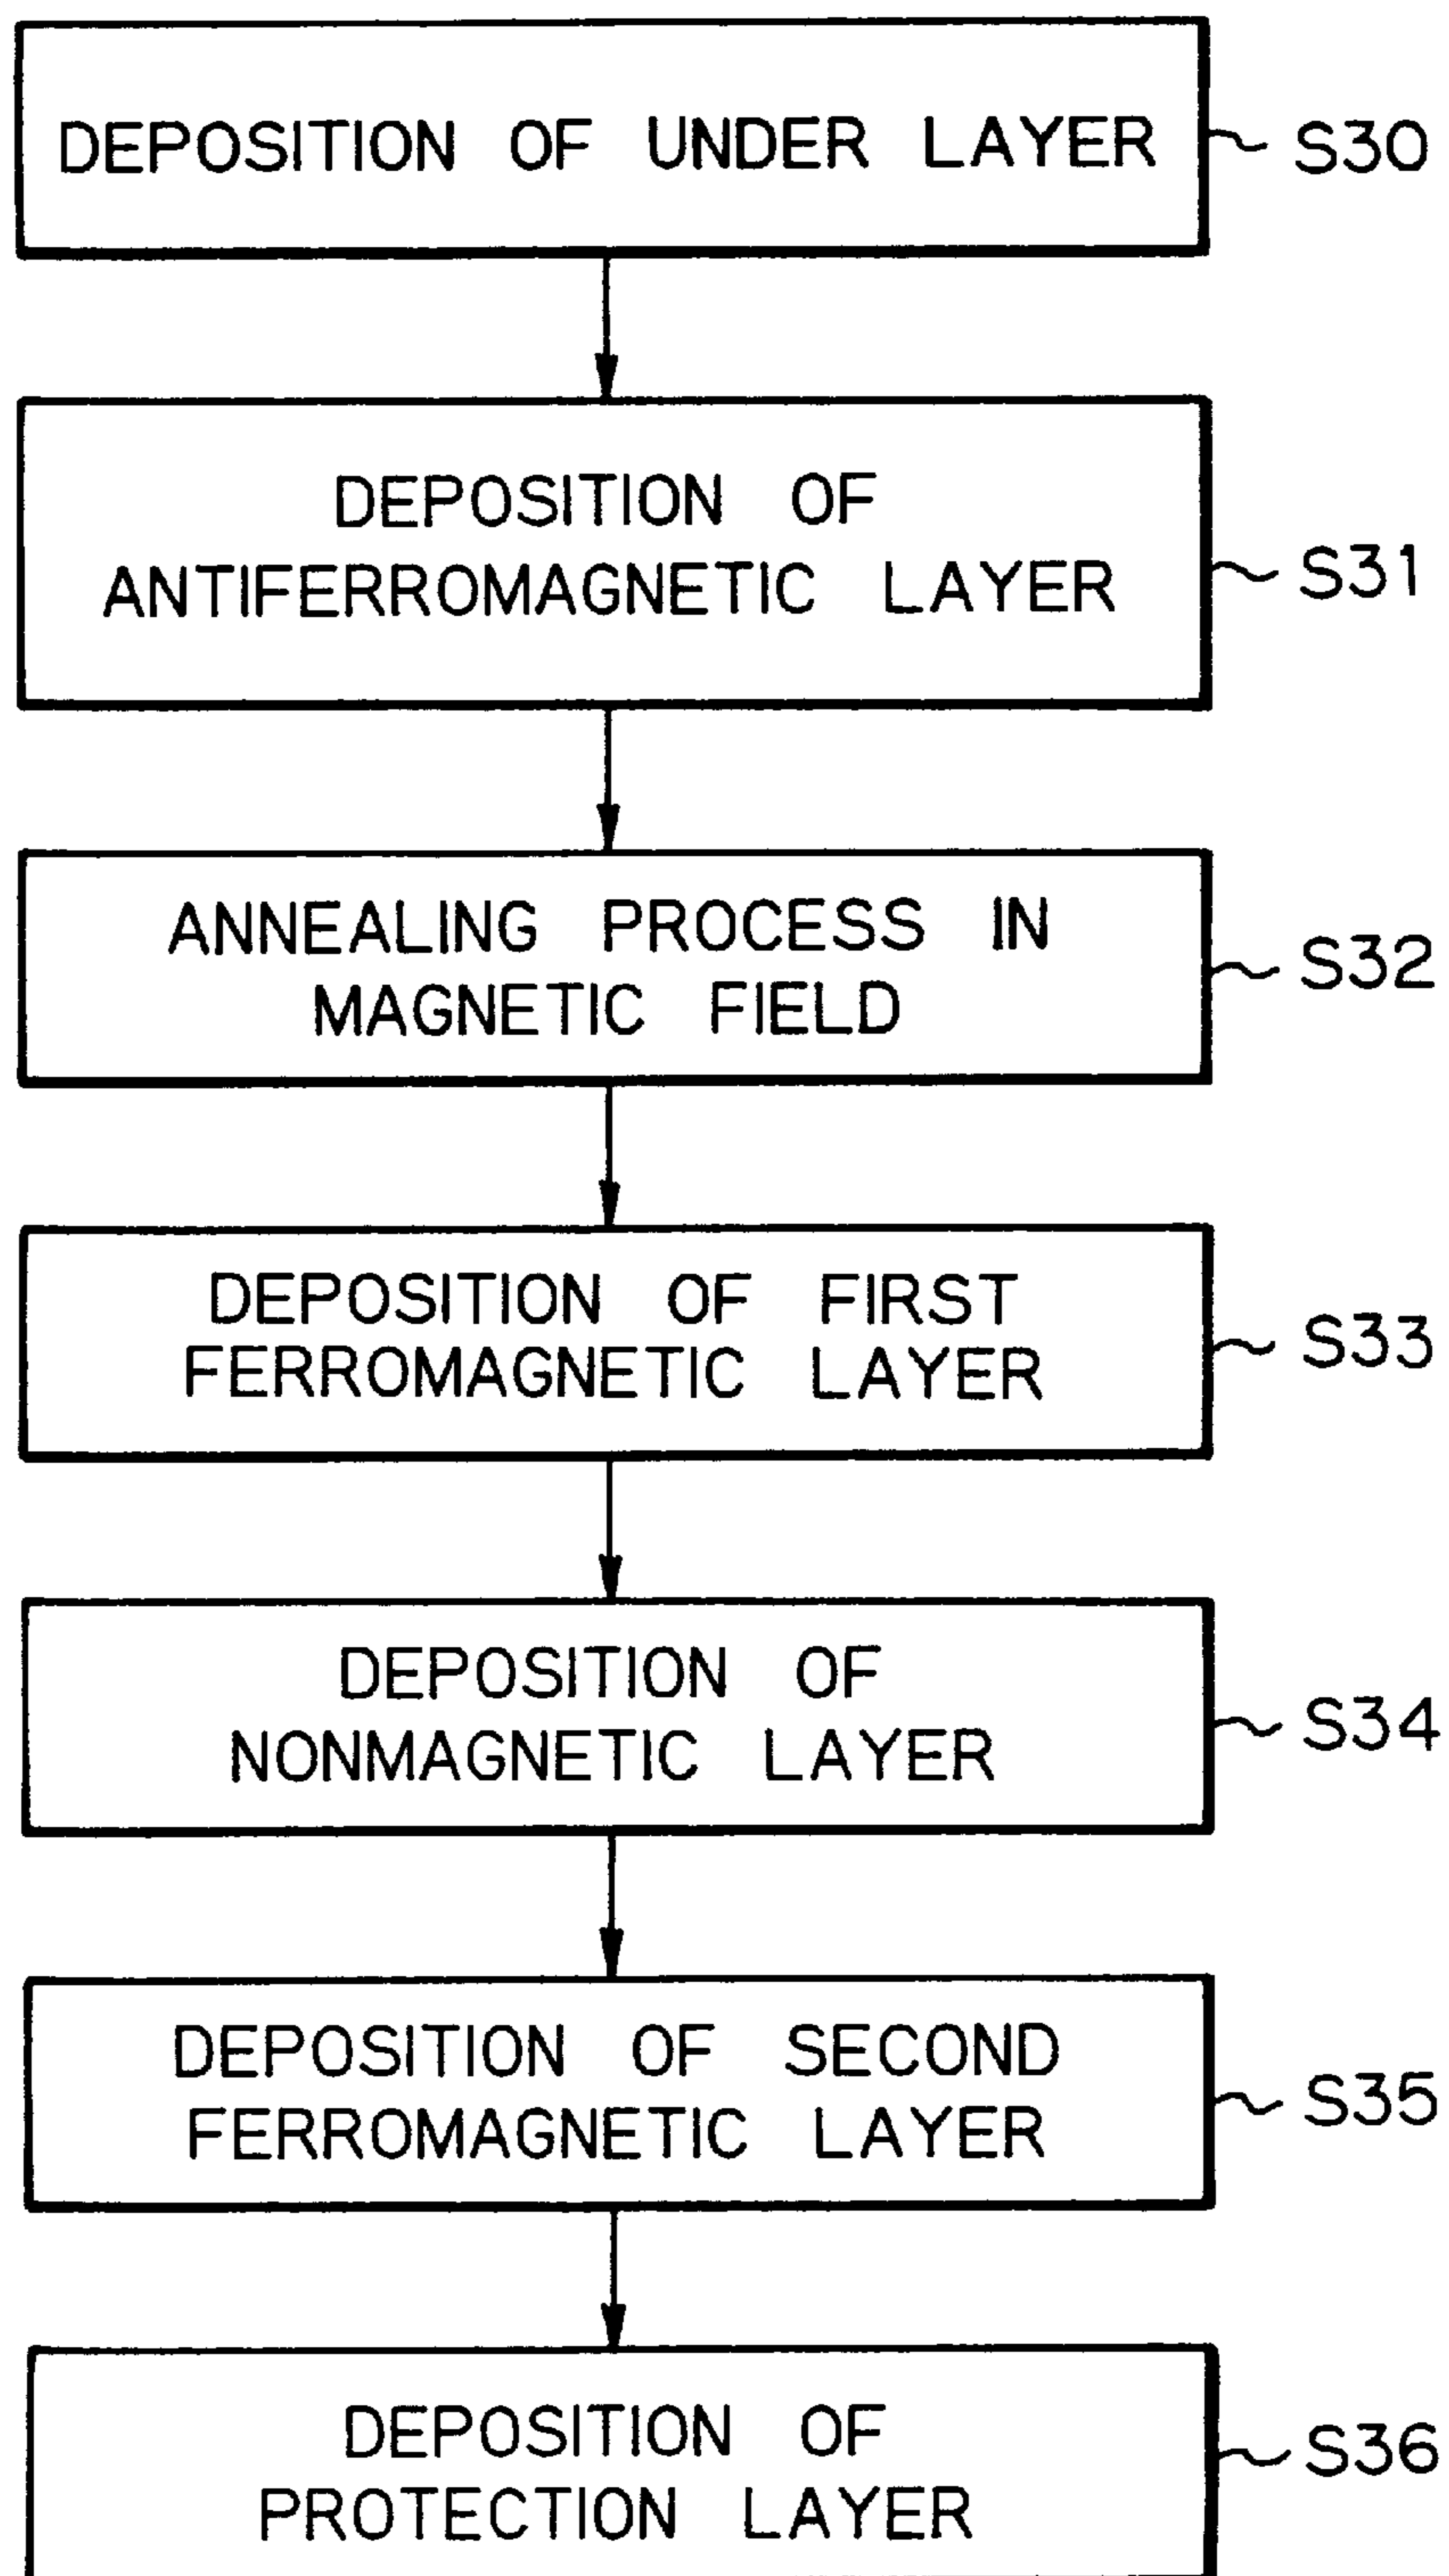 DEPOSITION OF UNDER LAYER
S30
DEPOSITION OF
ANTIFERROMAGNETIC LAYER
S31
ANNEALING PROCESS IN
MAGNETIC FIELD
S32
DEPOSITION OF FIRST
FERROMAGNETIC LAYER
S33
DEPOSITION OF
NONMAGNETIC LAYER
S34
DEPOSITION OF SECOND
FERROMAGNETIC LAYER
S35
DEPOSITION OF
PROTECTION LAYER
S36